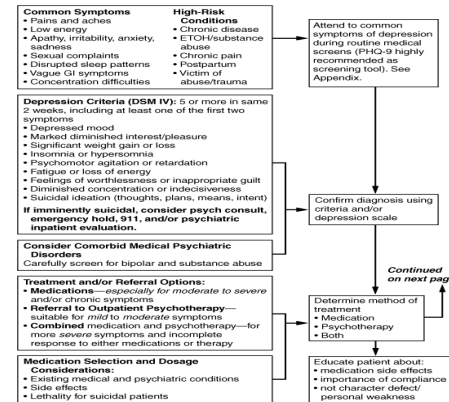 Common Symptoms
• Pains and aches
• Low energy
• Apathy, irritability, anxiety,
sadness
• Sexual complaints
• Disrupted sleep patterns
• Vague GI symptoms
• Concentration difficulties
High-Risk
Conditions
• Chronic disease
• ETOH/substance
abuse
• Chronic pain
• Postpartum
• Victim of
abuse/trauma
Attend to common
symptoms of depression
during routine medical
screens (PHQ-9 highly
recommended as
screening tool). See
Appendix.
Depression Criteria (DSM IV): 5 or more in same
2 weeks, including at least one of the first two
symptoms
• Depressed mood
• Marked diminished interest/pleasure
• Significant weight gain or loss
• Insomnia or hypersomnia
• Psychomotor agitation or retardation
• Fatigue or loss of energy
• Feelings of worthlessness or inappropriate guilt
• Diminished concentration or indecisiveness
• Suicidal ideation (thoughts, plans, means, intent)
If imminently suicidal, consider psych consult,
emergency hold, 911, and/or psychiatric
inpatient evaluation.
Confirm diagnosis using
criteria and/or
depression scale
Consider Comorbid Medical Psychiatric
Disorders
Carefully screen for bipolar and substance abuse
Continued
on next pag
Treatment and/or Referral Options:
• Medications—especially for moderate to severe
and/or chronic symptoms
• Referral to Outpatient Psychotherapy—
suitable for mild to moderate symptoms
• Combined medication and psychotherapy—for
more severe symptoms and incomplete
response to either medications or therapy
Determine method of
treatment
• Medication
• Psychotherapy
• Both
Medication Selection and Dosage
Considerations:
• Existing medical and psychiatric conditions
• Side effects
• Lethality for suicidal patients
Educate patient about:
• medication side effects
• importance of compliance
• not character defect/
personal weakness